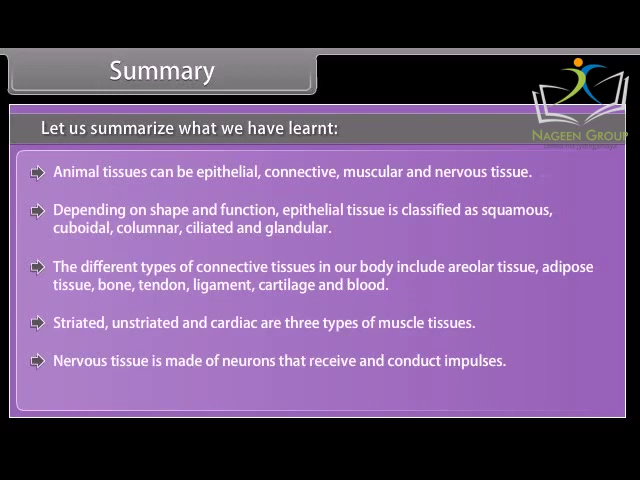 Summary
NAGEEN GROUP
Let us summarize what we have learnt:
Animal tissues can be epithelial, connective, muscular and nervous tissue.
Depending on shape and function, epithelial tissue is classified as squamous,
cuboidal, columnar, ciliated and glandular.
The different types of connective tissues in our body include areolar tissue, adipose
tissue, bone, tendon, ligament, cartilage and blood.
Striated, unstriated and cardiac are three types of muscle tissues.
Nervous tissue is made of neurons that receive and conduct impulses.